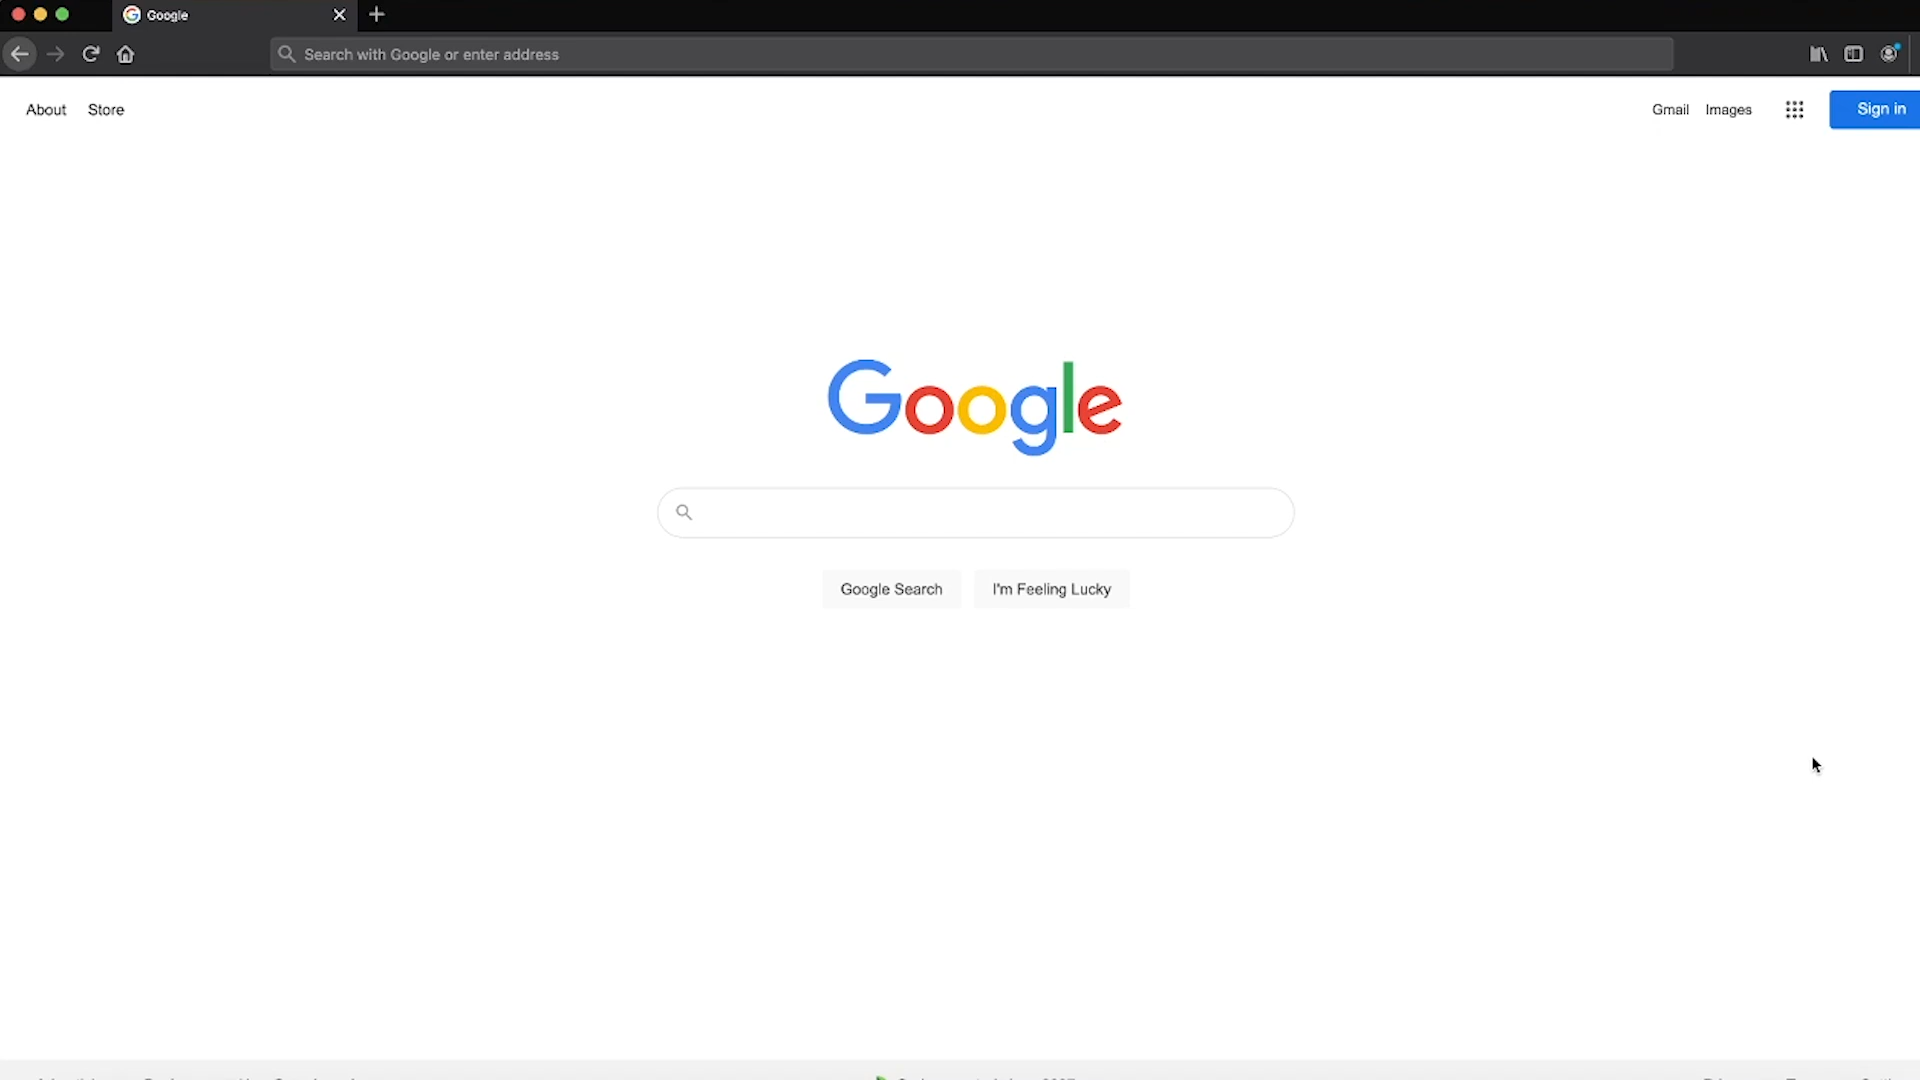 Google
Search with Google or enter address
About Store
Gmail Images Sign in
Google
Google Search I'm Feeling Lucky